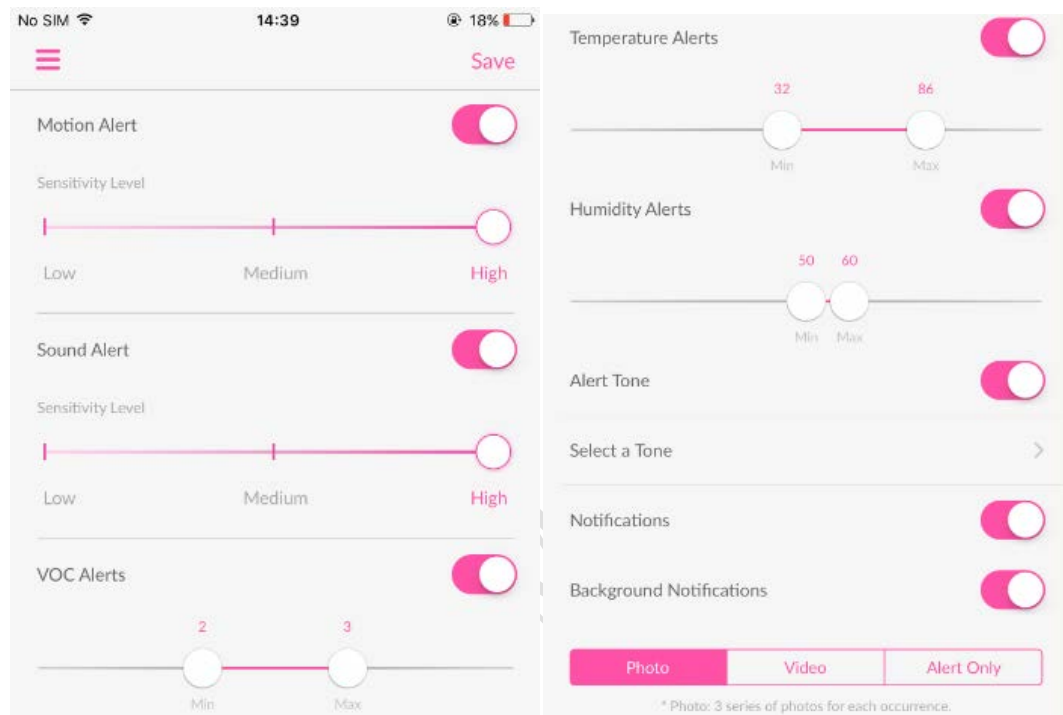 No SIM 14:39 18%
Save
Motion Alert
Sensitivity Level
Low Medium High
Sound Alert
Sensitivity Level
Low Medium High
VOC Alerts
2 3
Min Max
Temperature Alerts
32 86
Min Max
Humidity Alerts
50 60
Min Max
Alert Tone
Select a Tone
Notifications
Background Notifications
Photo Video Alert Only
* Photo: 3 series of photos for each occurrence.